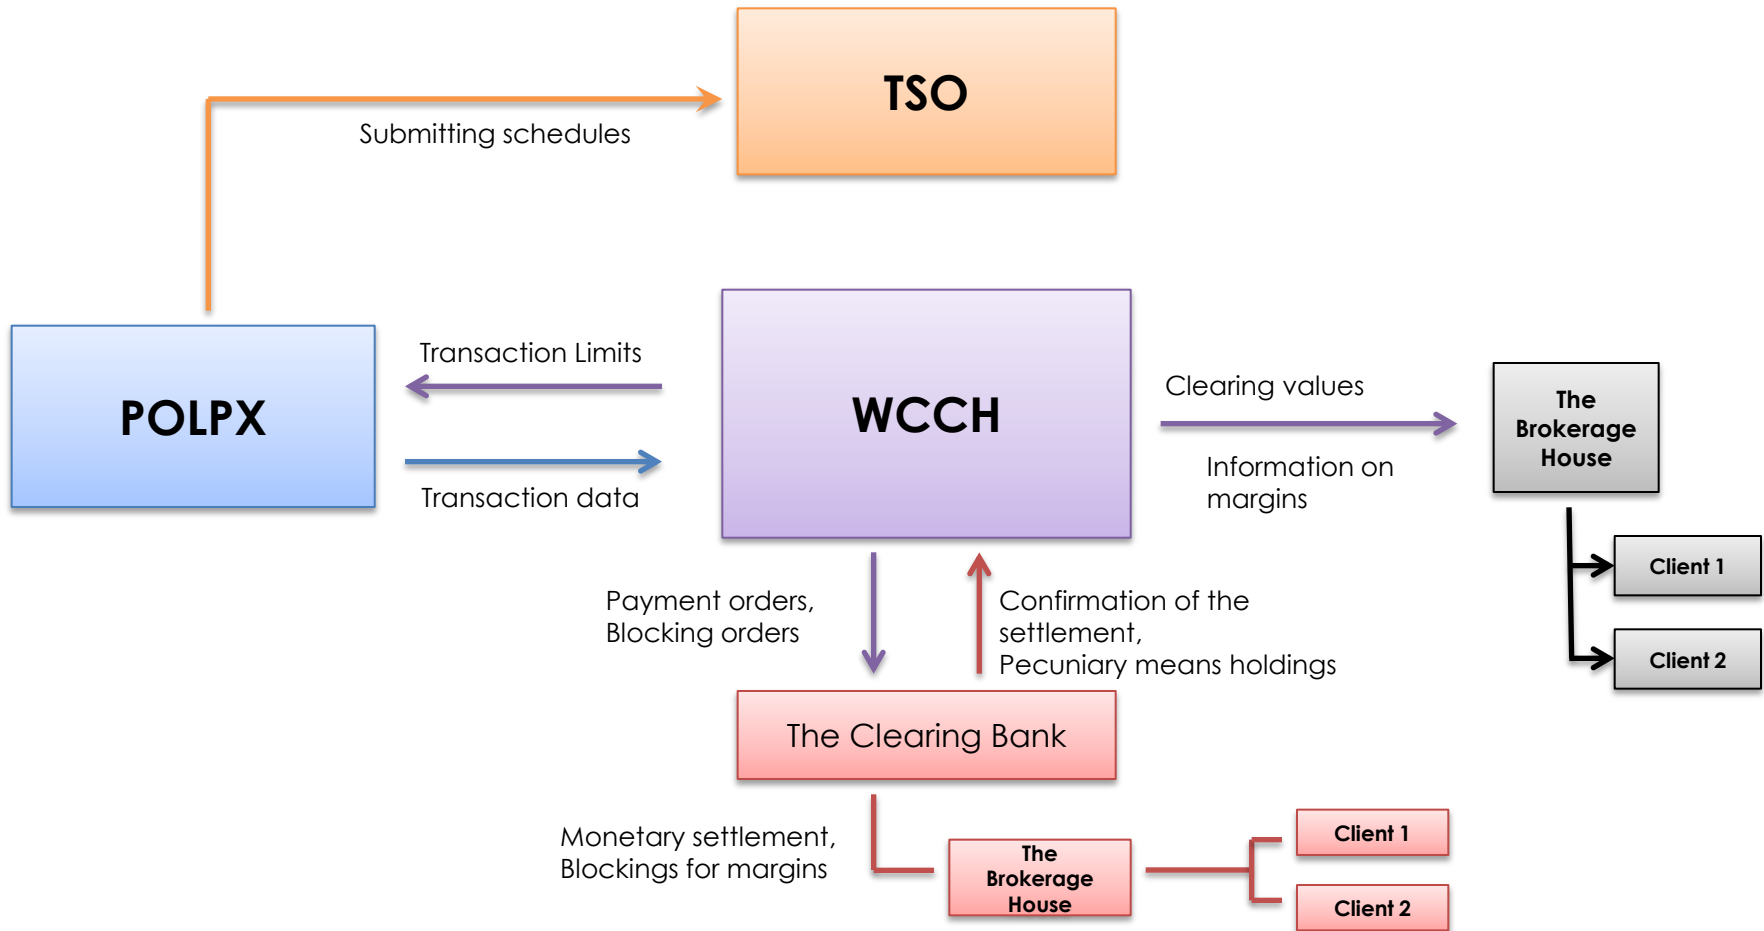 TSO
Submitting schedules
POLPX
Transaction Limits
Transaction data
WCCH
Clearing values
Information on
margins
The
Brokerage
House
Client 1
Client 2
Payment orders,
Blocking orders
Confirmation of the
settlement,
Pecuniary means holdings
The Clearing Bank
Monetary settlement,
Blockings for margins
The
Brokerage
House
Client 1
Client 2